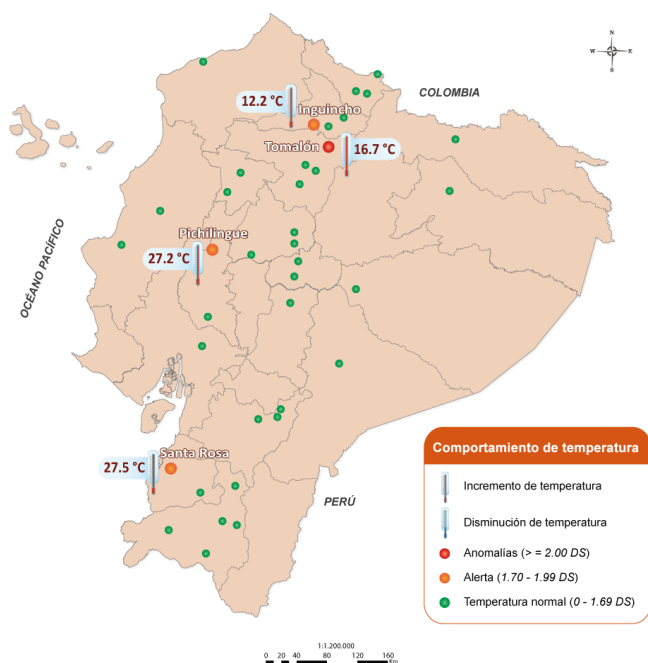 N
W E
S
COLOMBIA
12.2 °C
Inguincho
Tomalón
16.7 °C
Pichilingue
27.2 °C
OCÉANO PACÍFICO
Santa Rosa
27.5 °C
PERÚ
Comportamiento de temperatura
Incremento de temperatura
Disminución de temperatura
Anomalías (> = 2.00 DS)
Alerta (1.70 - 1.99 DS)
Temperatura normal (0 - 1.69 DS)
1:1.200.000
0 20 40 80 120 160
Km